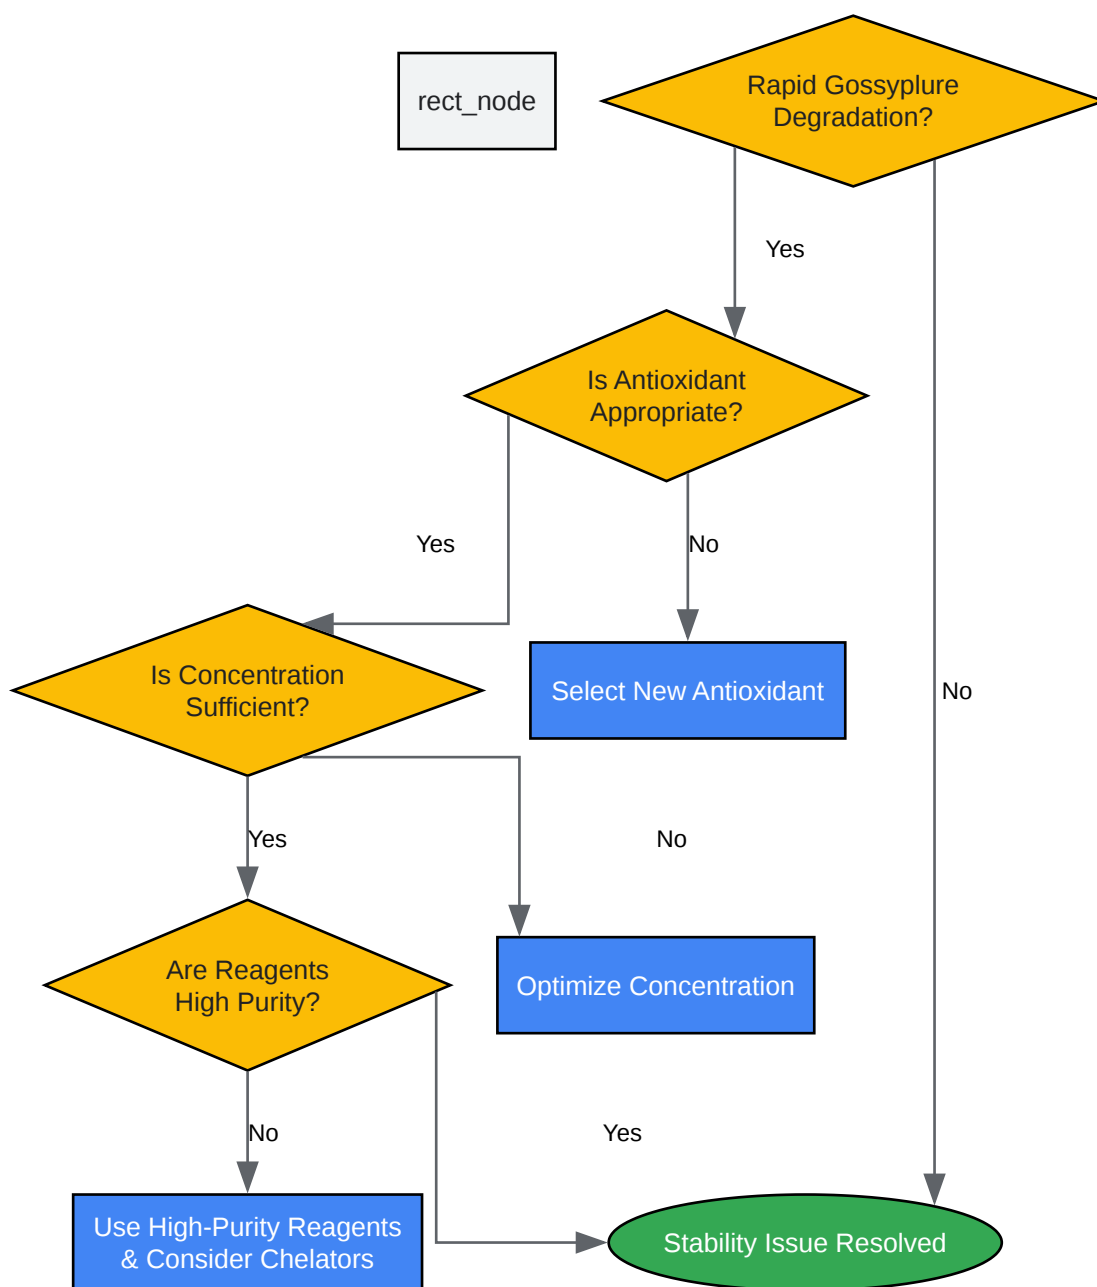 rect_node
Rapid Gossyplure
Degradation?
Yes
Is Antioxidant
Appropriate?
Yes
No
Is Concentration
Sufficient?
Select New Antioxidant
No
Yes
No
Are Reagents
High Purity?
Optimize Concentration
No
Yes
Use High-Purity Reagents
& Consider Chelators
Stability Issue Resolved